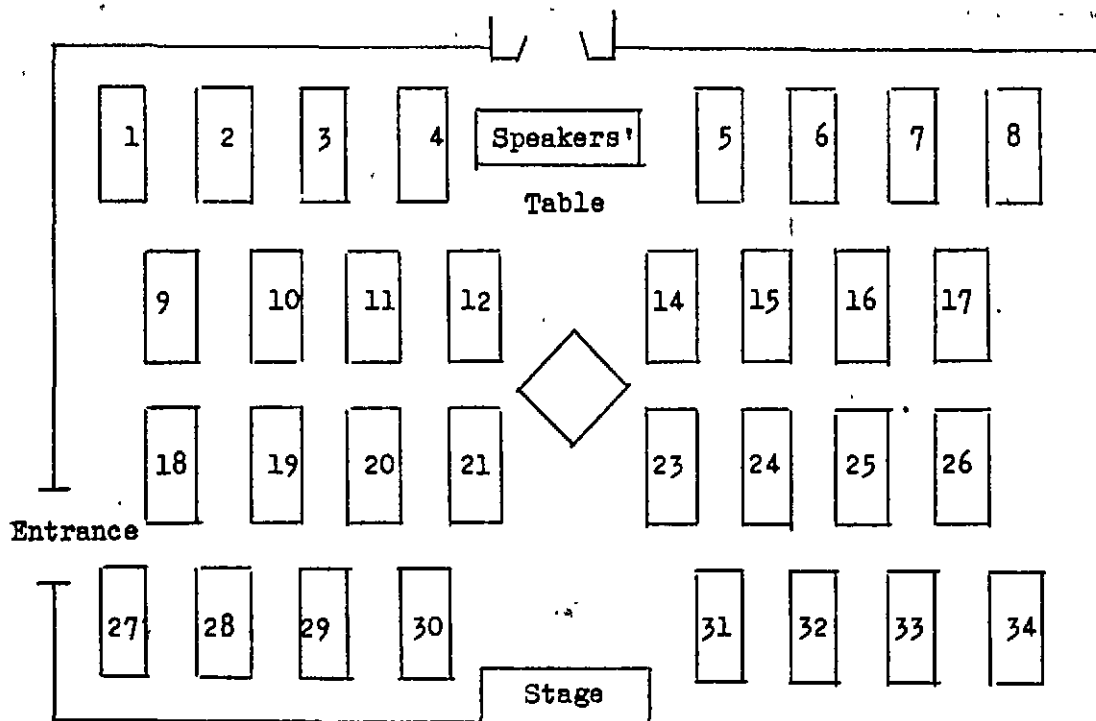 1 2 3 4 Speakers' 5 6 7 8
Table
9 10 11 12 14 15 16 17
18 19 20 21 23 24 25 26
Entrance
27 28 29 30 31 32 33 34
Stage